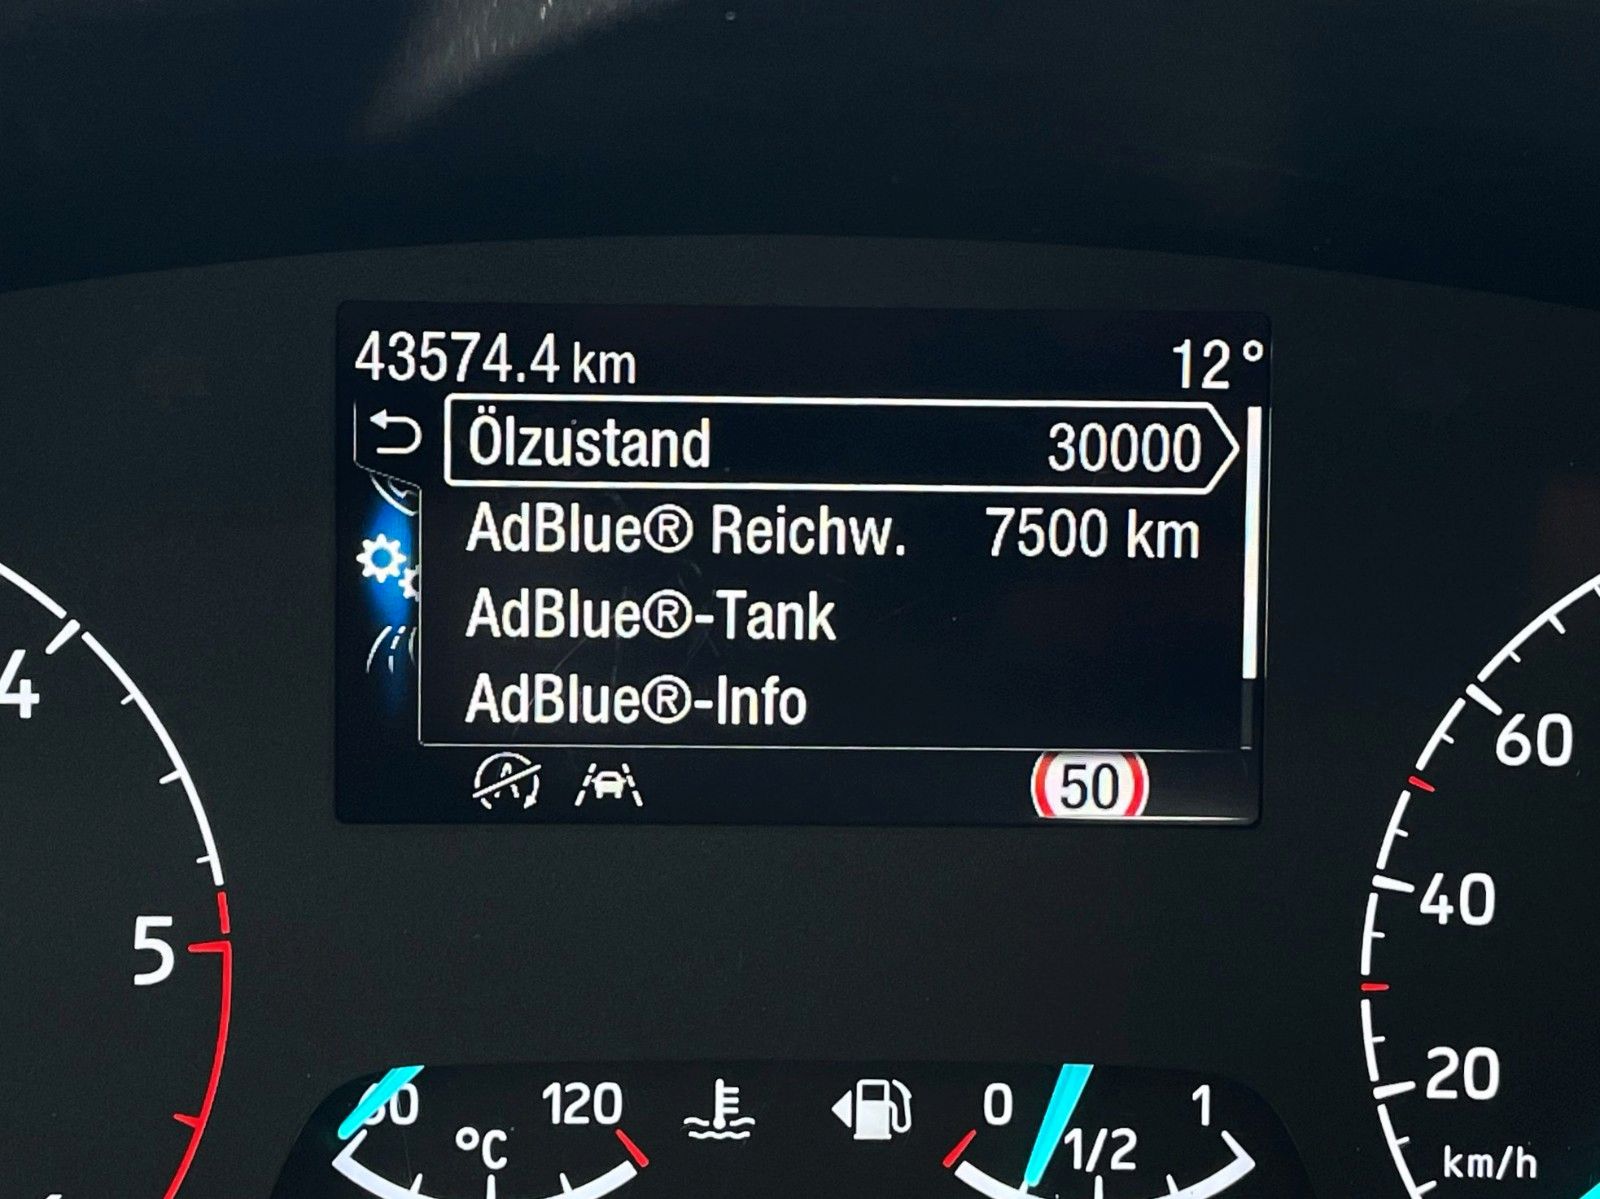 43574.4 km 12°
Ölzustand 30000
AdBlue® Reichw. 7500 km
AdBlue®-Tank
AdBlue®-Info
A 50
4
5
60
40
20
km/h
60 120 0 1
°C 1/2